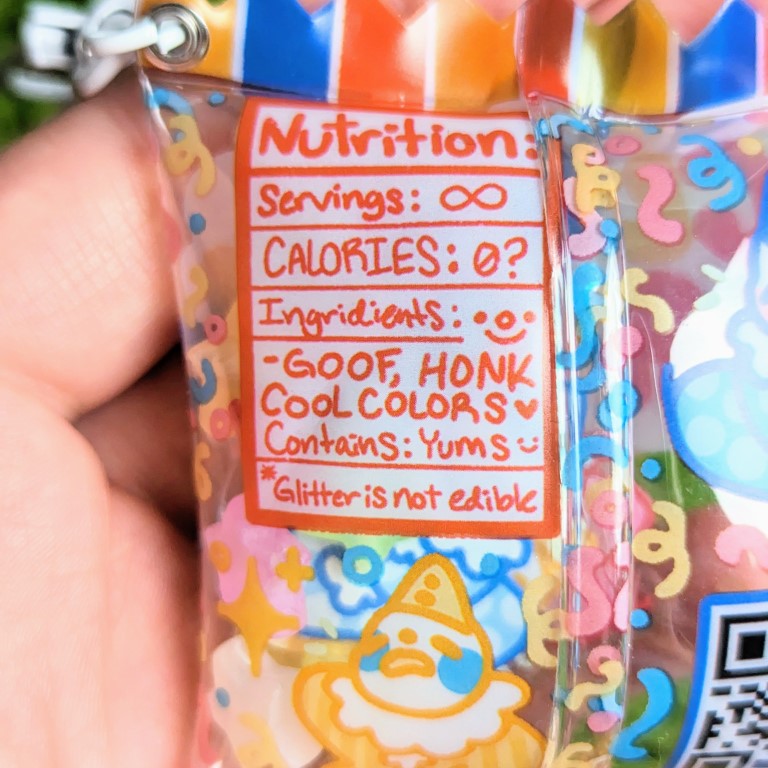 Nutrition:
Servings: ∞
CALORIES: 0?
Ingridients:
-GOOF, HONK
COOL COLORS♥
Contains: Yums
*Glitter is not edible